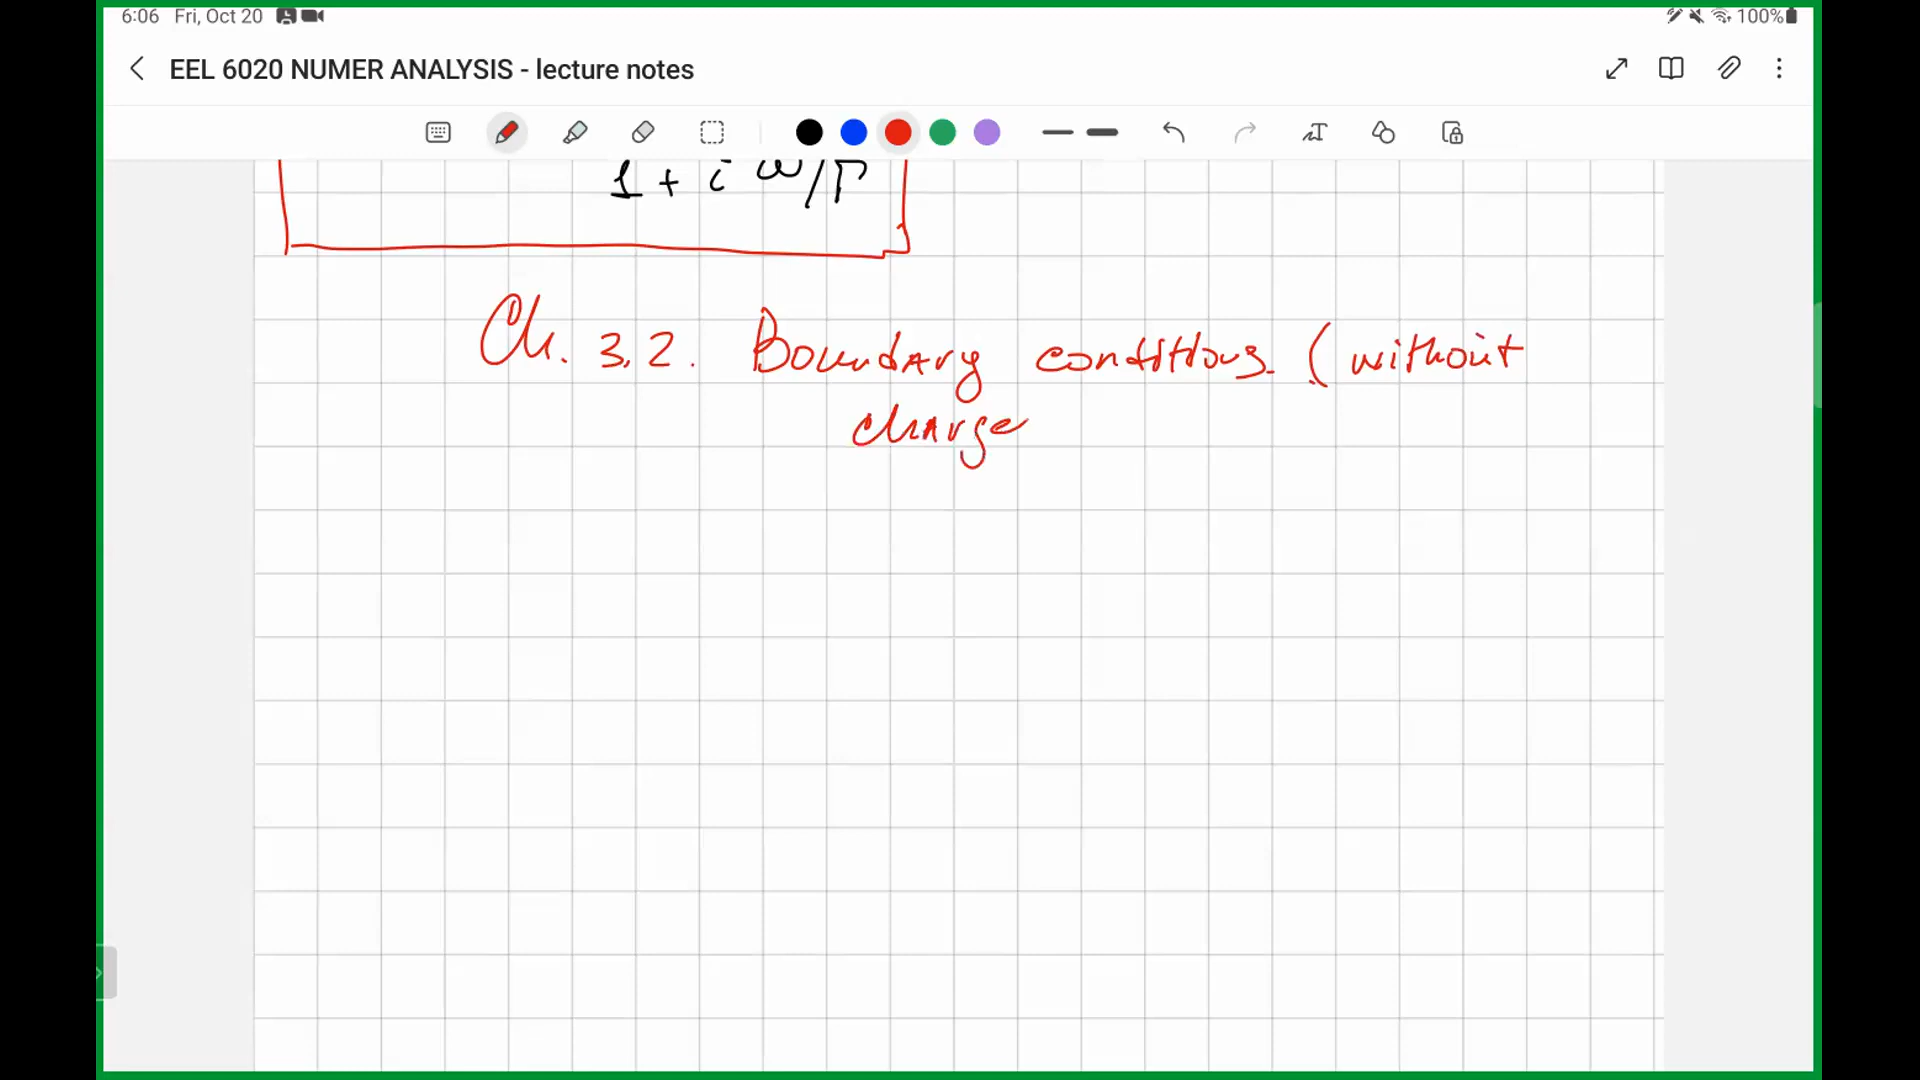 6:06 Fri, Oct 20 100%
EEL 6020 NUMER ANALYSIS - lecture notes
1 + i ω/Γ
Ch. 3.2. Boundary conditions (without
charge